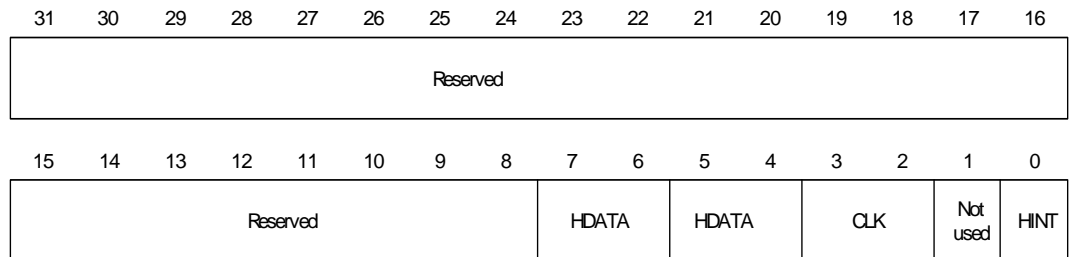 31 30 29 28 27 26 25 24 23 22 21 20 19 18 17 16
Reserved
15 14 13 12 11 10 9 8 7 6 5 4 3 2 1 0
Reserved HDATA HDATA CLK Not used HINT